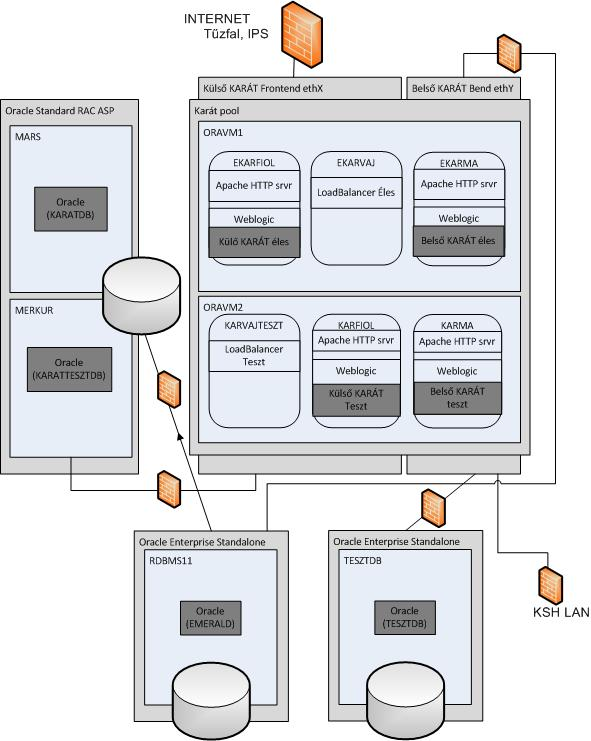 INTERNET
Tűzfal, IPS
Külső KARÁT Frontend ethX
Belső KARÁT Bend ethY
Oracle Standard RAC ASP
MARS
Oracle
(KARATDB)
MERKUR
Oracle
(KARATTESZTDB)
Karát pool
ORAVM1
EKARFIOL
Apache HTTP srvr
Weblogic
Külő KARÁT éles
EKARVAJ
LoadBalancer Éles
EKARMA
Apache HTTP srvr
Weblogic
Belső KARÁT éles
ORAVM2
KARVAJTESZT
LoadBalancer
Teszt
KARFIOL
Apache HTTP srvr
Weblogic
Külső KARÁT
Teszt
KARMA
Apache HTTP srvr
Weblogic
Belső KARÁT
teszt
Oracle Enterprise Standalone
RDBMS11
Oracle
(EMERALD)
Oracle Enterprise Standalone
TESZTDB
Oracle
(TESZTDB)
KSH LAN